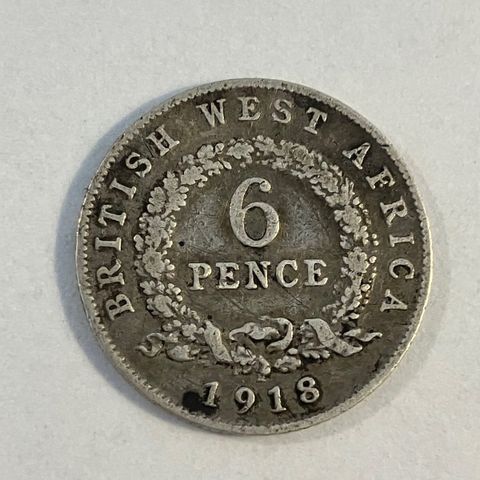 BRITISH WEST AFRICA
6
PENCE
1918